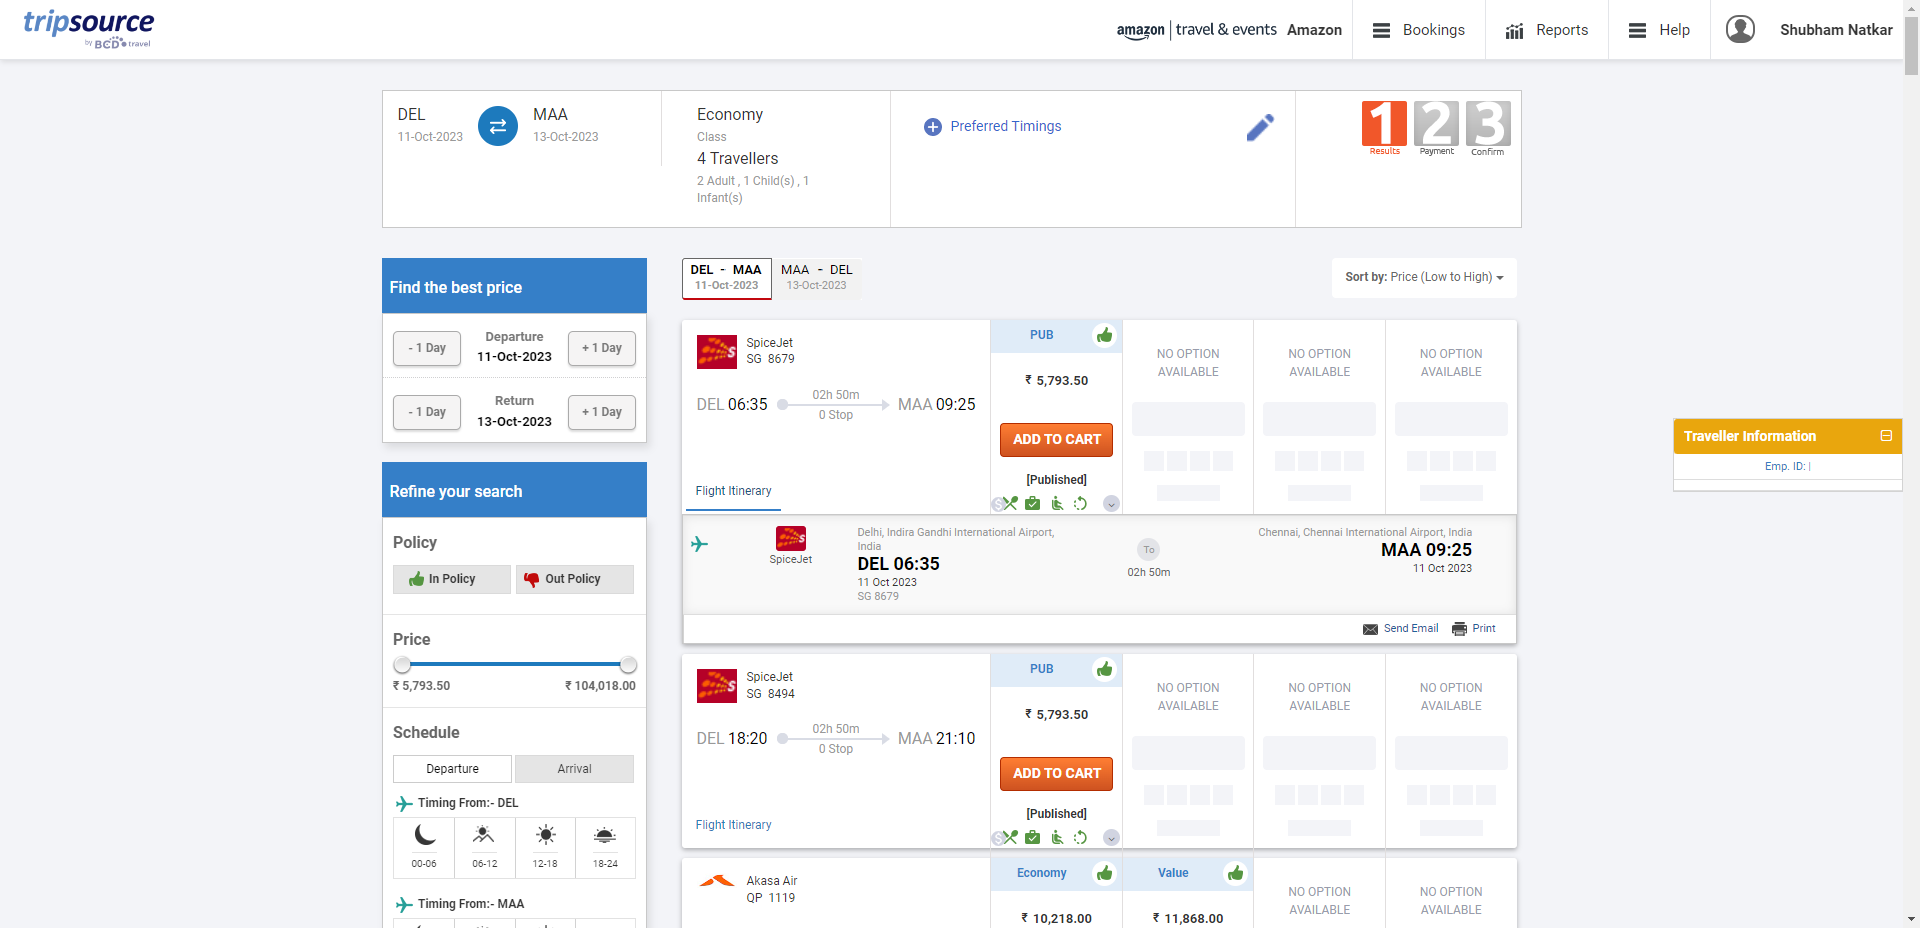 tripsource
by BCD travel
amazon | travel & events Amazon
Bookings
Reports
Help
Shubham Natkar
DEL
11-Oct-2023
MAA
13-Oct-2023
Economy
Class
4 Travellers
2 Adult , 1 Child(s) , 1
Infant(s)
Preferred Timings
1 2 3
Results Payment Confirm
Find the best price
- 1 Day
Departure
11-Oct-2023
+ 1 Day
- 1 Day
Return
13-Oct-2023
+ 1 Day
Refine your search
Policy
In Policy
Out Policy
Price
₹ 5,793.50
₹ 104,018.00
Schedule
Departure
Arrival
Timing From:- DEL
00-06
06-12
12-18
18-24
Timing From:- MAA
DEL - MAA
11-Oct-2023
MAA - DEL
13-Oct-2023
Sort by: Price (Low to High)
SpiceJet
SG 8679
DEL 06:35
02h 50m
0 Stop
MAA 09:25
Flight Itinerary
PUB
₹ 5,793.50
ADD TO CART
[Published]
NO OPTION
AVAILABLE
NO OPTION
AVAILABLE
NO OPTION
AVAILABLE
SpiceJet
Delhi, Indira Gandhi International Airport,
India
DEL 06:35
11 Oct 2023
SG 8679
To
02h 50m
Chennai, Chennai International Airport, India
MAA 09:25
11 Oct 2023
Send Email
Print
SpiceJet
SG 8494
DEL 18:20
02h 50m
0 Stop
MAA 21:10
Flight Itinerary
PUB
₹ 5,793.50
ADD TO CART
[Published]
NO OPTION
AVAILABLE
NO OPTION
AVAILABLE
NO OPTION
AVAILABLE
Akasa Air
QP 1119
Economy
₹ 10,218.00
Value
₹ 11,868.00
NO OPTION
AVAILABLE
NO OPTION
AVAILABLE
Traveller Information
Emp. ID: |